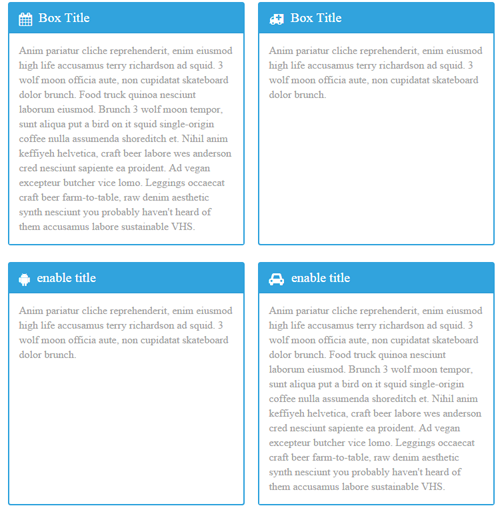 Box Title
Anim pariatur cliche reprehenderit, enim eiusmod
high life accusamus terry richardson ad squid. 3
wolf moon officia aute, non cupidatat skateboard
dolor brunch. Food truck quinoa nesciunt
laborum eiusmod. Brunch 3 wolf moon tempor,
sunt aliqua put a bird on it squid single-origin
coffee nulla assumenda shoreditch et. Nihil anim
keffiyeh helvetica, craft beer labore wes anderson
cred nesciunt sapiente ea proident. Ad vegan
excepteur butcher vice lomo. Leggings occaecat
craft beer farm-to-table, raw denim aesthetic
synth nesciunt you probably haven't heard of
them accusamus labore sustainable VHS.
Box Title
Anim pariatur cliche reprehenderit, enim eiusmod
high life accusamus terry richardson ad squid. 3
wolf moon officia aute, non cupidatat skateboard
dolor brunch.
enable title
Anim pariatur cliche reprehenderit, enim eiusmod
high life accusamus terry richardson ad squid. 3
wolf moon officia aute, non cupidatat skateboard
dolor brunch.
enable title
Anim pariatur cliche reprehenderit, enim eiusmod
high life accusamus terry richardson ad squid. 3
wolf moon officia aute, non cupidatat skateboard
dolor brunch. Food truck quinoa nesciunt
laborum eiusmod. Brunch 3 wolf moon tempor,
sunt aliqua put a bird on it squid single-origin
coffee nulla assumenda shoreditch et. Nihil anim
keffiyeh helvetica, craft beer labore wes anderson
cred nesciunt sapiente ea proident. Ad vegan
excepteur butcher vice lomo. Leggings occaecat
craft beer farm-to-table, raw denim aesthetic
synth nesciunt you probably haven't heard of
them accusamus labore sustainable VHS.